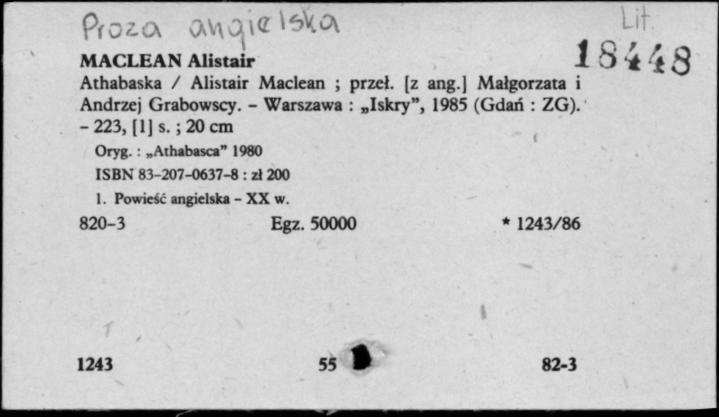 Proza angielska
Lit.
18448
MACLEAN Alistair
Athabaska / Alistair Maclean ; przeł. [z ang.] Małgorzata i
Andrzej Grabowscy. – Warszawa : „Iskry”, 1985 (Gdań : ZG).
– 223, [1] s. ; 20 cm
Oryg. : „Athabasca” 1980
ISBN 83-207-0637-8 : zł 200
1. Powieść angielska – XX w.
820-3 Egz. 50000 * 1243/86
1243 55 82-3